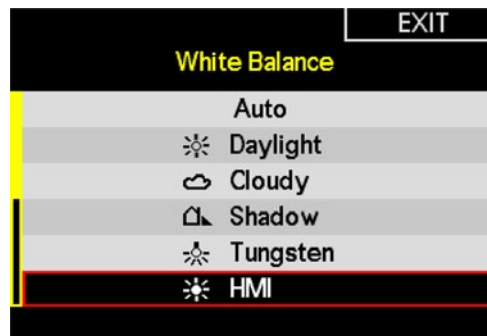 EXIT
White Balance
Auto
Daylight
Cloudy
Shadow
Tungsten
HMI